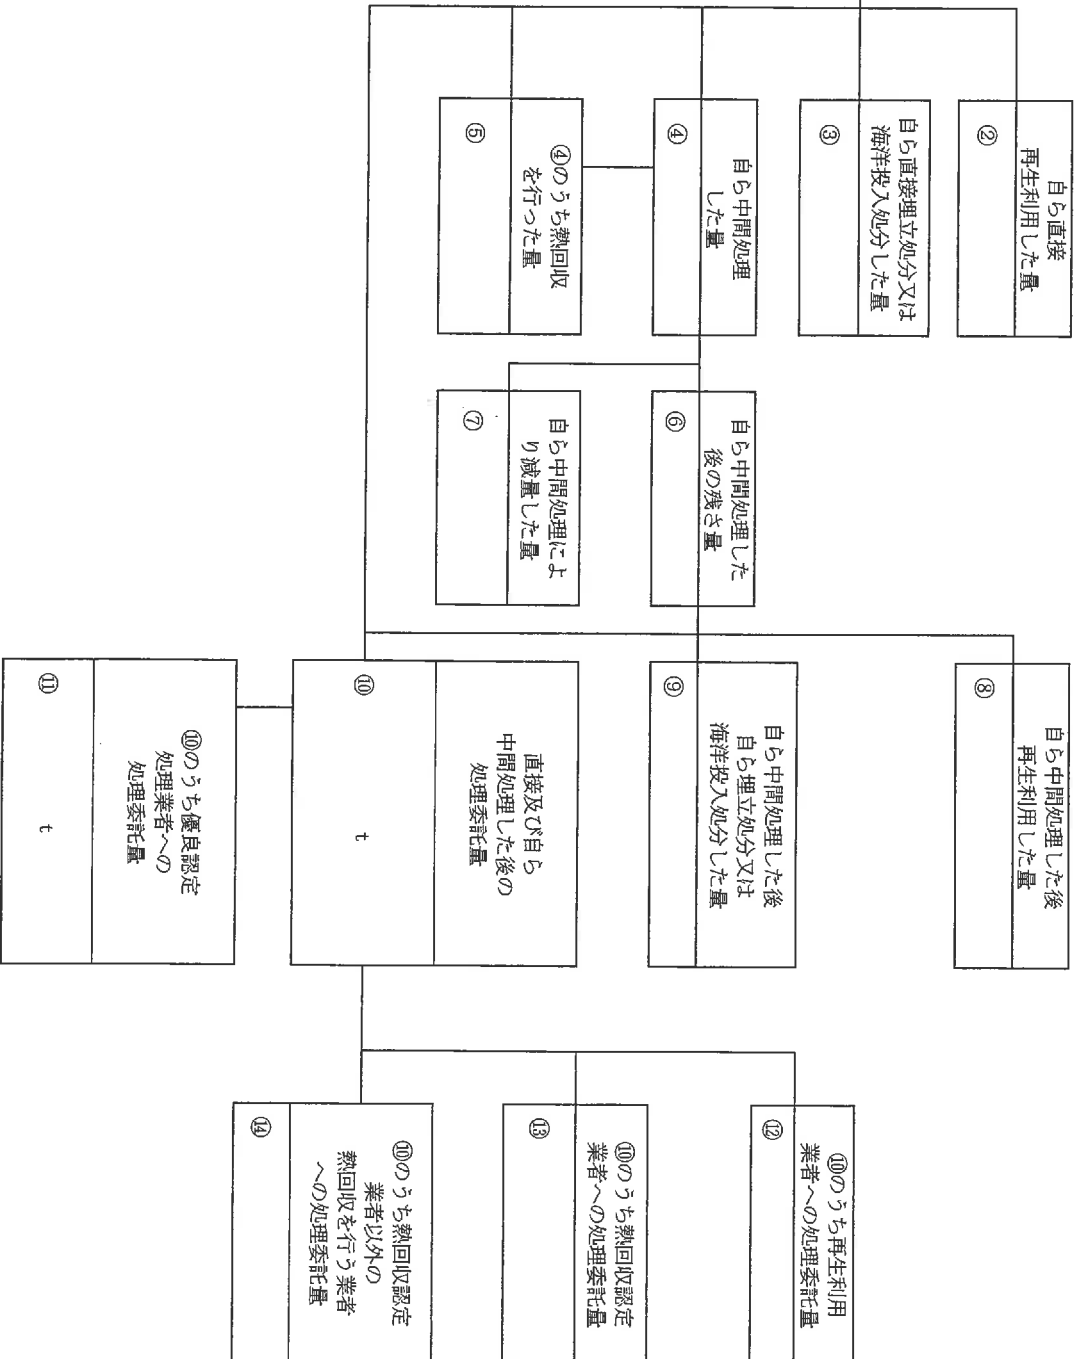 自ら直接
再生利用した量
②
自ら直接埋立処分又は
海洋投入処分した量
③
自ら中間処理
した量
④
④のうち熱回収
を行った量
⑤
自ら中間処理した
後の残さ量
⑥
自ら中間処理によ
り減量した量
⑦
自ら中間処理した後
再生利用した量
⑧
自ら中間処理した後
自ら埋立処分又は
海洋投入処分した量
⑨
直接及び自ら
中間処理した後の
処理委託量
⑩
t
⑩のうち優良認定
処理業者への
処理委託量
⑪
t
⑩のうち再生利用
業者への処理委託量
⑫
⑩のうち熱回収認定
業者への処理委託量
⑬
⑩のうち熱回収認定
業者以外の
熱回収を行う業者
への処理委託量
⑭